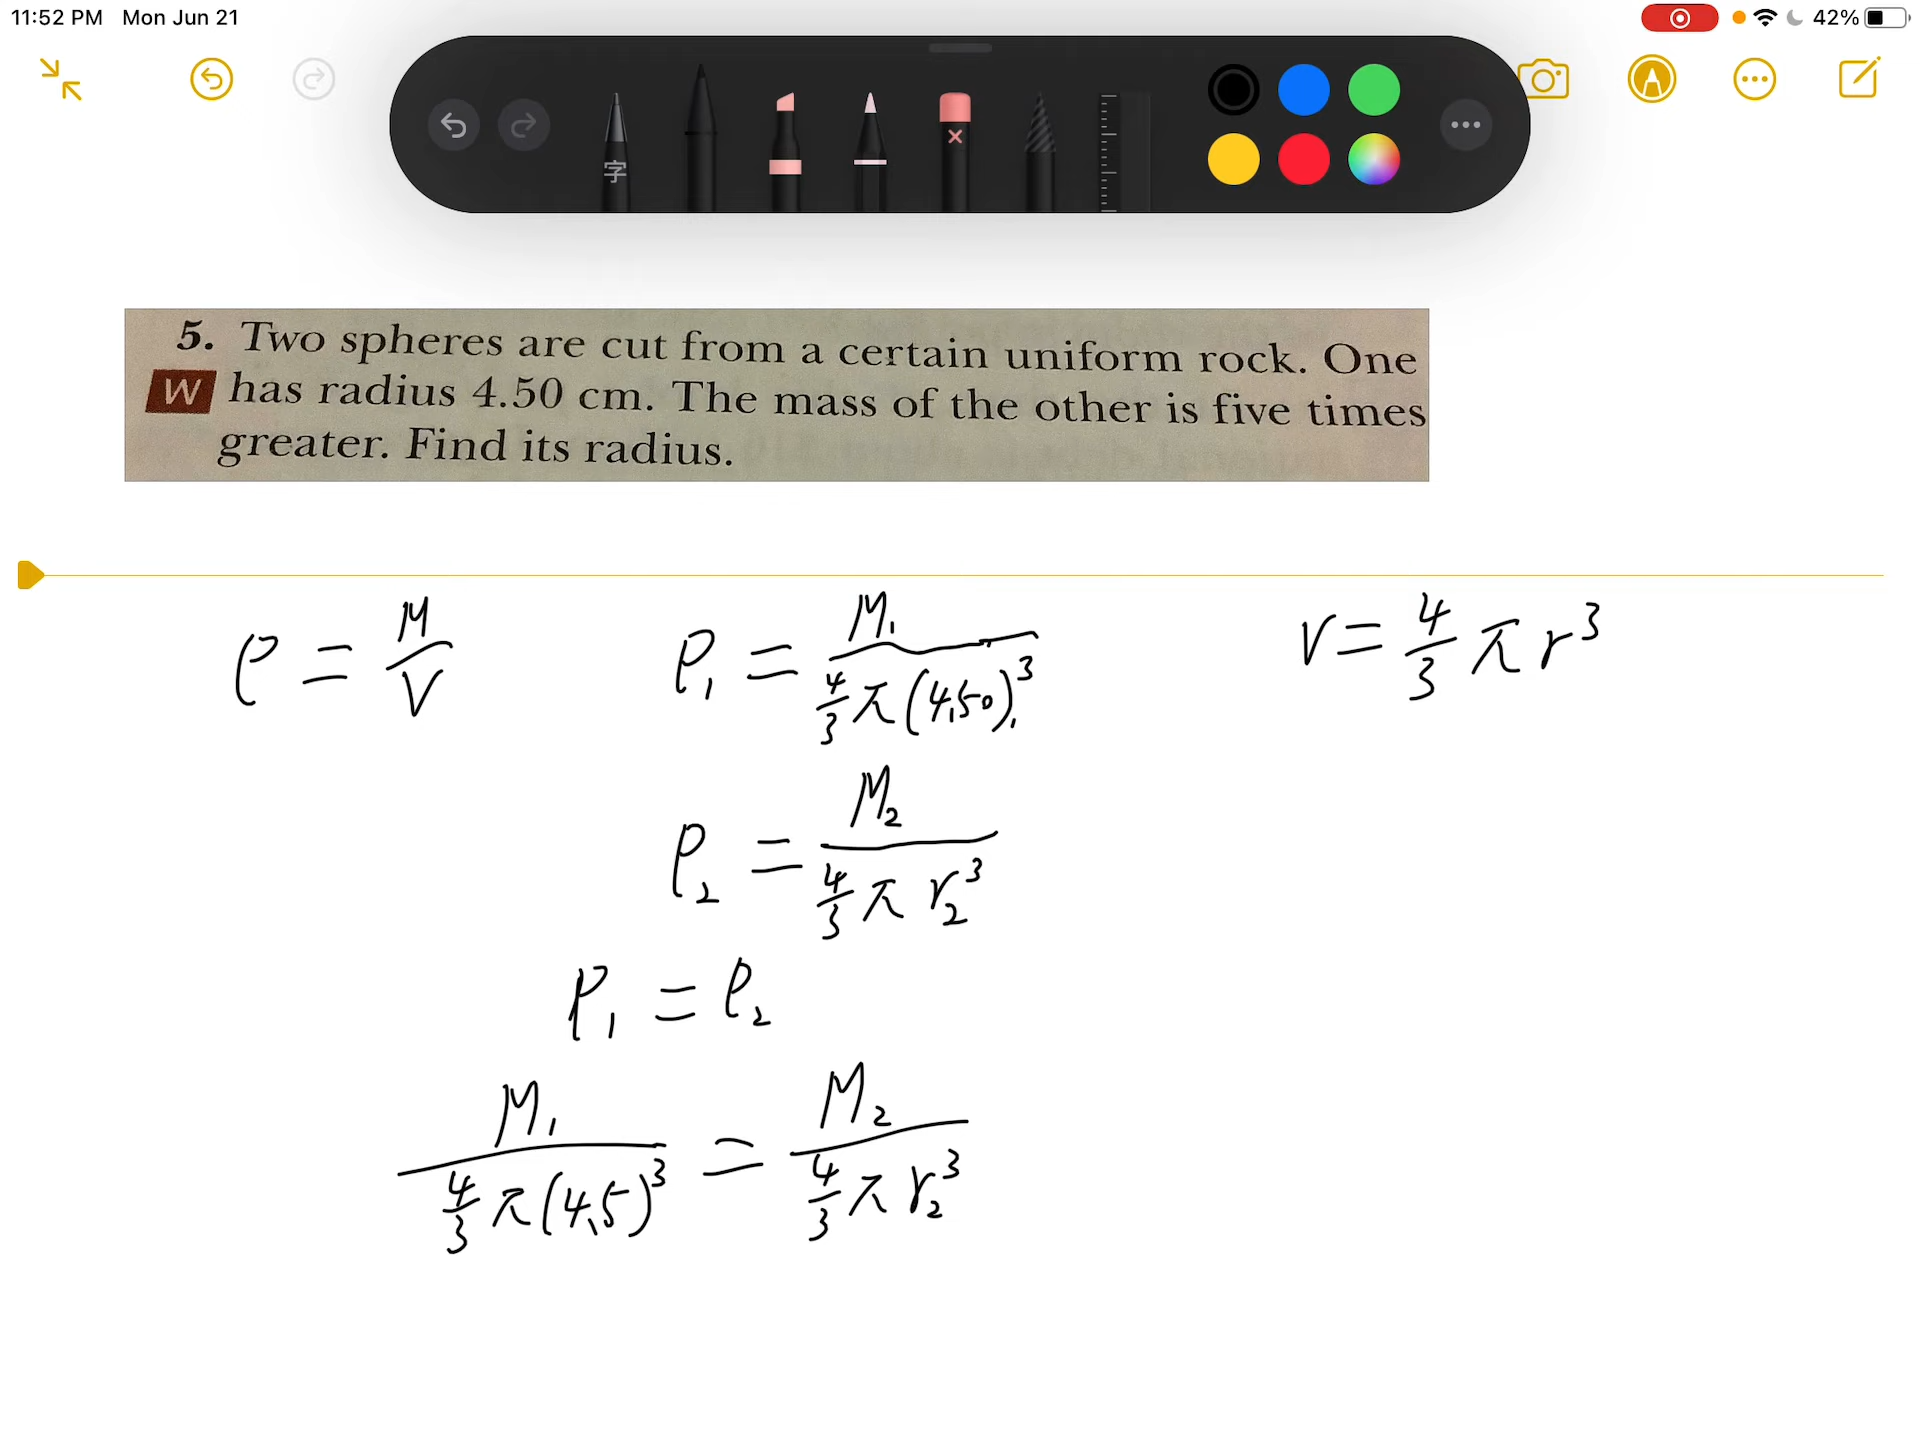 11:52 PM Mon Jun 21
42%
字
5. Two spheres are cut from a certain uniform rock. One
W has radius 4.50 cm. The mass of the other is five times
greater. Find its radius.
ρ = M/V
ρ₁ = M₁ / (4/3 π (4.50)³)
V = 4/3 π r³
ρ₂ = M₂ / (4/3 π r₂³)
ρ₁ = ρ₂
M₁ / (4/3 π (4.5)³) = M₂ / (4/3 π r₂³)